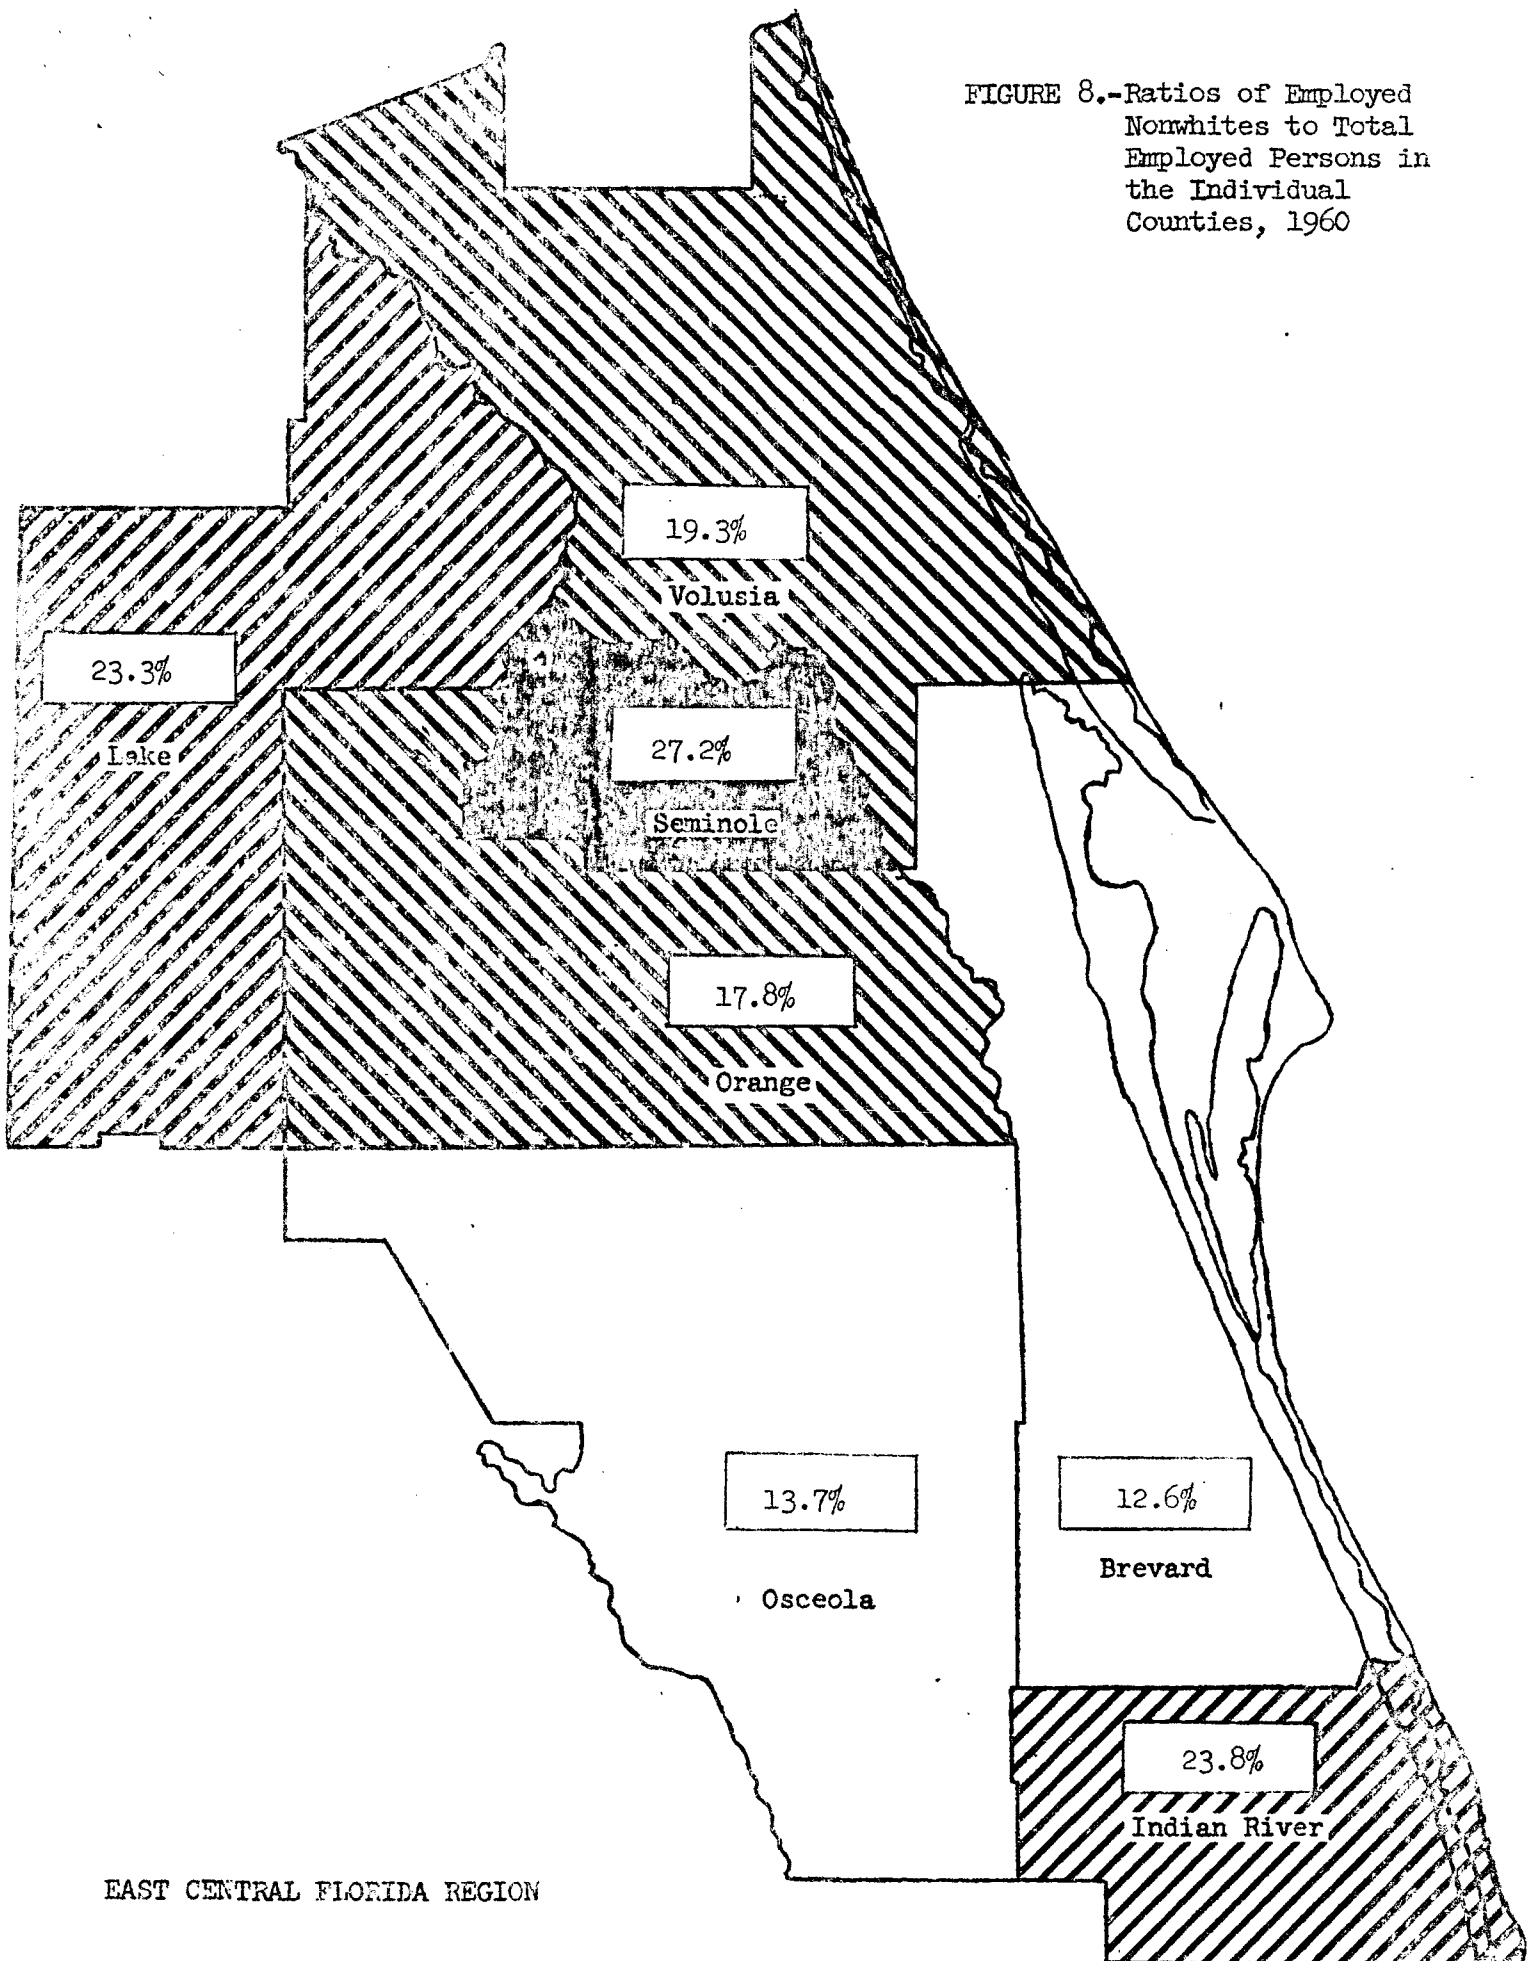 FIGURE 8.-Ratios of Employed
Nonwhites to Total
Employed Persons in
the Individual
Counties, 1960
19.3%
Volusia
23.3%
Lake
27.2%
Seminole
17.8%
Orange
13.7%
Osceola
12.6%
Brevard
23.8%
Indian River
EAST CENTRAL FLORIDA REGION